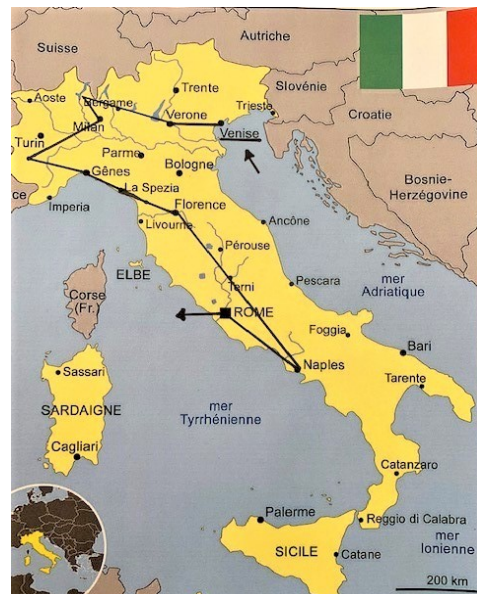 Suisse
Autriche
Slovénie
Croatie
Bosnie-
Herzégovine
Aoste
Bergame
Trente
Trieste
Milan
Verone
Venise
Turin
Parme
Bologne
Gênes
La Spezia
Florence
ce
Imperia
Livourne
Ancône
Pérouse
ELBE
Terni
Pescara
mer
Adriatique
Corse
(Fr.)
ROME
Foggia
Bari
Naples
Tarente
Sassari
SARDAIGNE
mer
Tyrrhénienne
Cagliari
Catanzaro
Palerme
Reggio di Calabra
mer
Ionienne
SICILE
Catane
200 km